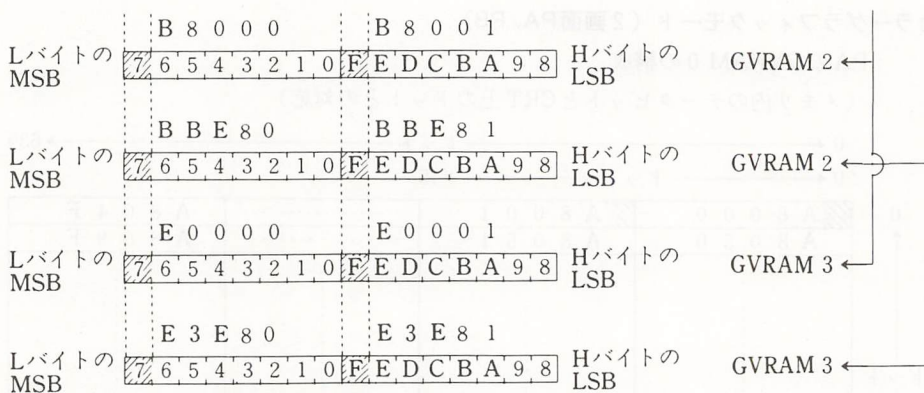 B8000 B8001
Lバイトの
MSB
7 6 5 4 3 2 1 0 F E D C B A 9 8
Hバイトの
LSB
GVRAM 2
BBE80 BBE81
Lバイトの
MSB
7 6 5 4 3 2 1 0 F E D C B A 9 8
Hバイトの
LSB
GVRAM 2
E0000 E0001
Lバイトの
MSB
7 6 5 4 3 2 1 0 F E D C B A 9 8
Hバイトの
LSB
GVRAM 3
E3E80 E3E81
Lバイトの
MSB
7 6 5 4 3 2 1 0 F E D C B A 9 8
Hバイトの
LSB
GVRAM 3